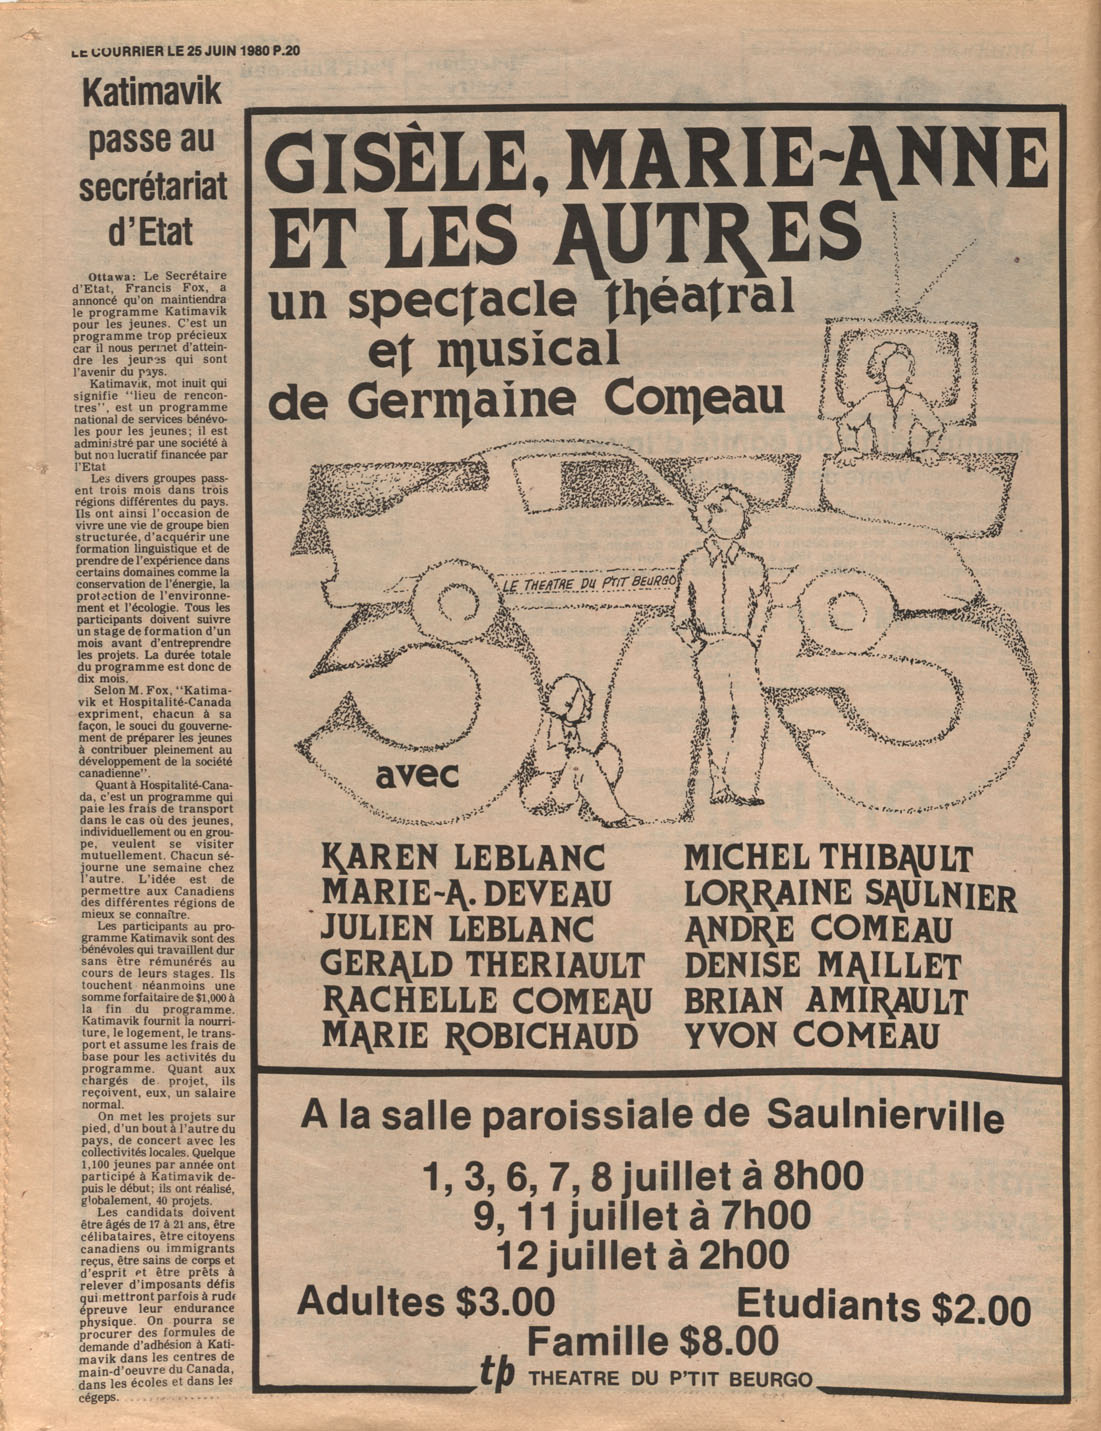 LE COURRIER LE 25 JUIN 1980 P.20
Katimavik
passe au
secrétariat
d'Etat
Ottawa: Le Secrétaire
d'Etat, Francis Fox, a
annoncé qu'on maintiendra
le programme Katimavik
pour les jeunes. C'est un
programme trop précieux
car il nous permet d'attein-
dre les jeunes qui sont
l'avenir du pays.
Katimavik, mot inuit qui
signifie "lieu de rencon-
tres", est un programme
national de services bénévo-
les pour les jeunes; il est
administré par une société à
but non lucratif financée par
l'Etat
Les divers groupes pass-
ent trois mois dans trois
régions différentes du pays.
Ils ont ainsi l'occasion de
vivre une vie de groupe bien
structurée, d'acquérir une
formation linguistique et de
prendre de l'expérience dans
certains domaines comme la
conservation de l'énergie, la
protection de l'environne-
ment et l'écologie. Tous les
participants doivent suivre
un stage de formation d'un
mois avant d'entreprendre
les projets. La durée totale
du programme est donc de
dix mois.
Selon M. Fox, "Katima-
vik et Hospitalité-Canada
expriment, chacun à sa
façon, le souci du gouverne-
ment de préparer les jeunes
à contribuer pleinement au
développement de la société
canadienne".
Quant à Hospitalité-Cana-
da, c'est un programme qui
paie les frais de transport
dans le cas où des jeunes,
individuellement ou en grou-
pe, veulent se visiter
mutuellement. Chacun sé-
journe une semaine chez
l'autre. L'idée est de
permettre aux Canadiens
des différentes régions de
mieux se connaître.
Les participants au pro-
gramme Katimavik sont des
bénévoles qui travaillent dur
sans être rémunérés au
cours de leurs stages. Ils
touchent néanmoins une
somme forfaitaire de $1,000 à
la fin du programme.
Katimavik fournit la nourri-
ture, le logement, le trans-
port et assume les frais de
base pour les activités du
programme. Quant aux
chargés de projet, ils
reçoivent, eux, un salaire
normal.
On met les projets sur
pied, d'un bout à l'autre du
pays, de concert avec les
collectivités locales. Quelque
1,100 jeunes par année ont
participé à Katimavik de-
puis le début; ils ont réalisé,
globalement, 40 projets.
Les candidats doivent
être âgés de 17 à 21 ans, être
célibataires, être citoyens
canadiens ou immigrants
reçus, être sains de corps et
d'esprit et être prêts à
relever d'imposants défis
qui mettront parfois à rude
épreuve leur endurance
physique. On pourra se
procurer des formules de
demande d'adhésion à Kati-
mavik dans les centres de
main-d'oeuvre du Canada,
dans les écoles et dans les
cégeps.
GISÈLE, MARIE-ANNE
ET LES AUTRES
un spectacle théatral
et musical
de Germaine Comeau
LE THEATRE DU P'TIT BEURGO
avec
KAREN LEBLANC
MARIE-A. DEVEAU
JULIEN LEBLANC
GERALD THERIAULT
RACHELLE COMEAU
MARIE ROBICHAUD
MICHEL THIBAULT
LORRAINE SAULNIER
ANDRE COMEAU
DENISE MAILLET
BRIAN AMIRAULT
YVON COMEAU
A la salle paroissiale de Saulnierville
1, 3, 6, 7, 8 juillet à 8h00
9, 11 juillet à 7h00
12 juillet à 2h00
Adultes $3.00 Etudiants $2.00
Famille $8.00
tb THEATRE DU P'TIT BEURGO